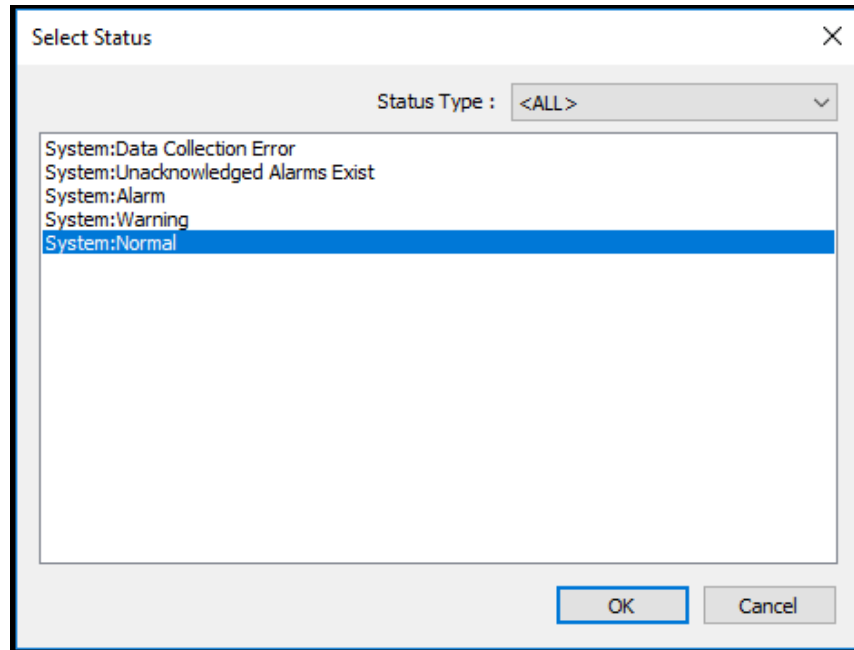 Select Status
Status Type : <ALL>
System:Data Collection Error
System:Unacknowledged Alarms Exist
System:Alarm
System:Warning
System:Normal
OK Cancel